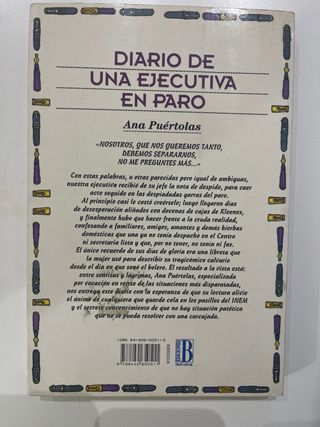 DIARIO DE
UNA EJECUTIVA
EN PARO
Ana Puértolas
«NOSOTROS, QUE NOS QUEREMOS TANTO,
DEBEMOS SEPARARNOS,
NO ME PREGUNTES MÁS...»
Con estas palabras, u otras parecidas pero igual de ambiguas,
nuestra ejecutiva recibió de su jefe la nota de despido, para caer
acto seguido en las despiadadas garras del paro.
Al principio casi le costó creérselo; luego llegaron días
de desesperación aliñados con decenas de cajas de Kleenex,
y finalmente hubo que hacer frente a la cruda realidad,
confesando a familiares, amigos, amantes y demás hierbas
domésticas que una ya no tenía despacho en el Centro
ni secretaria lista y que, por no tener, no tenía ni fax.
El único recuerdo de sus días de gloria era una libreta que
la mujer usó para describir su tragicómico calvario
desde el día en que sonó el bolero. El resultado a la vista está:
entre sonrisas y lágrimas, Ana Puértolas, especializada
por vocación en reírse de las situaciones más disparatadas,
nos entrega este diario con la esperanza de que su lectura alivie
el ánimo de cualquiera que guarde cola en los pasillos del INEM
y el secreto convencimiento de que no hay situación patética
que no se pueda resolver con una carcajada.
ISBN 84-406-5051-5
9 788440 650511
EDICIONES
B